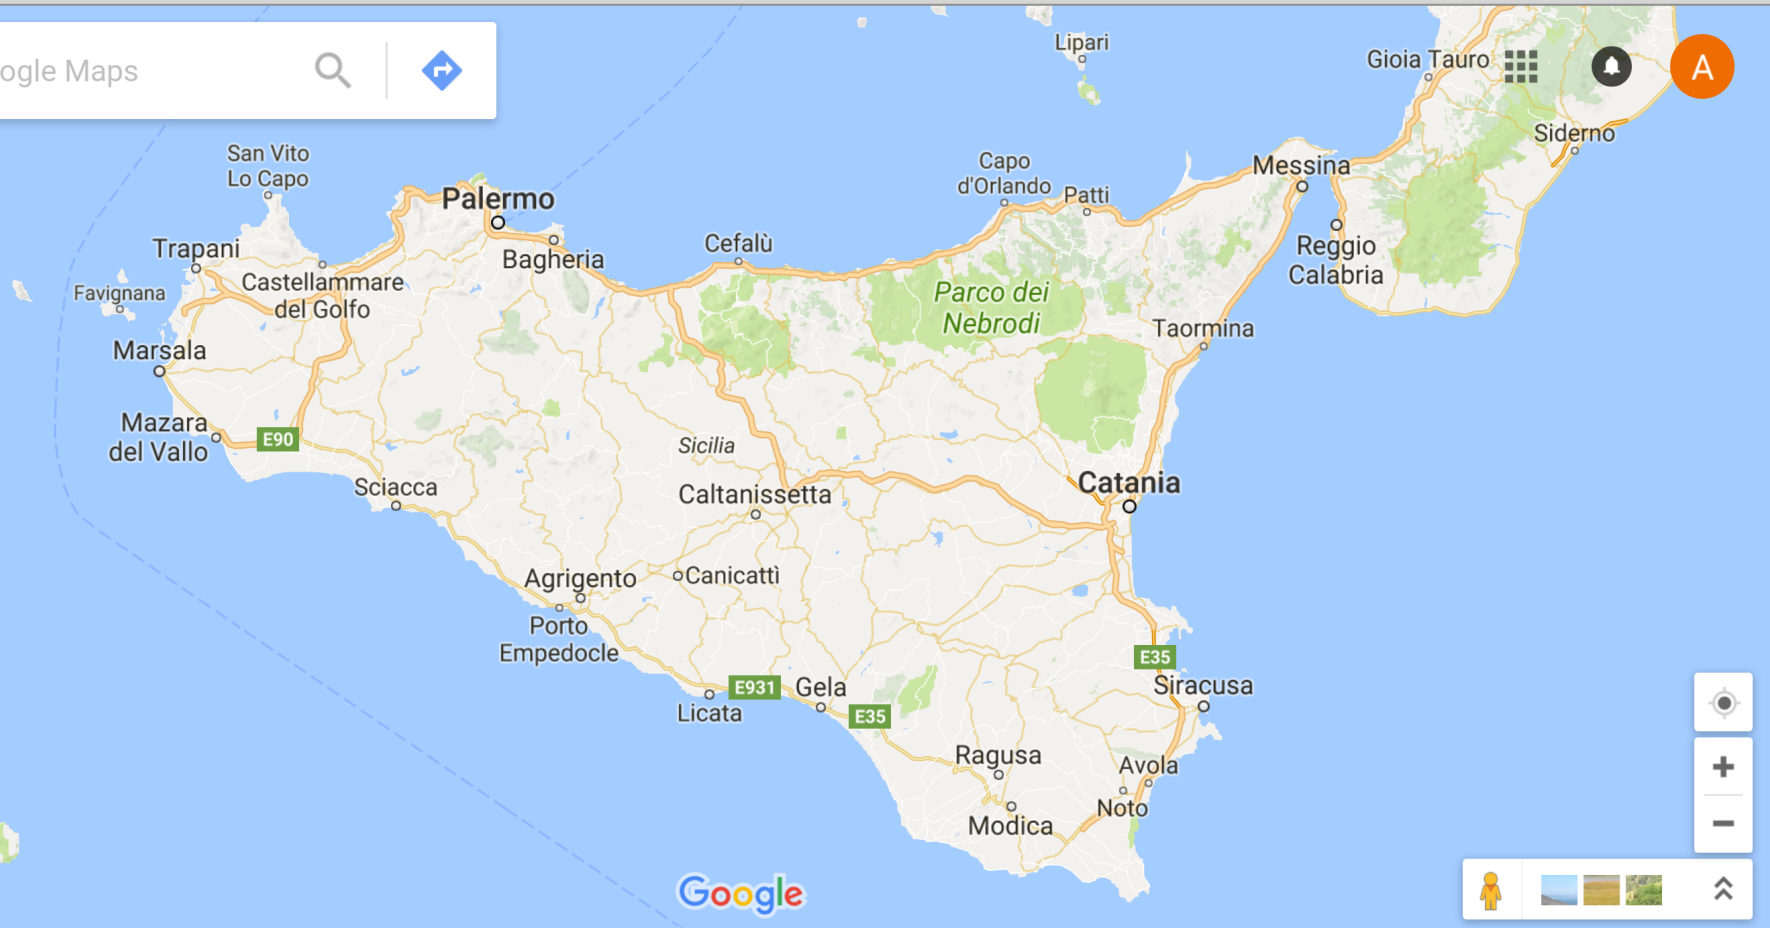 ogle Maps
Lipari
Gioia Tauro
A
Siderno
San Vito
Lo Capo
Capo
d'Orlando
Patti
Messina
Palermo
Trapani
Bagheria
Cefalù
Reggio
Calabria
Castellammare
del Golfo
Favignana
Parco dei
Nebrodi
Taormina
Marsala
Mazara
del Vallo
E90
Sicilia
Sciacca
Caltanissetta
Catania
Agrigento
Canicattì
Porto
Empedocle
E35
E931
Gela
Siracusa
Licata
E35
Ragusa
Avola
Noto
Modica
Google